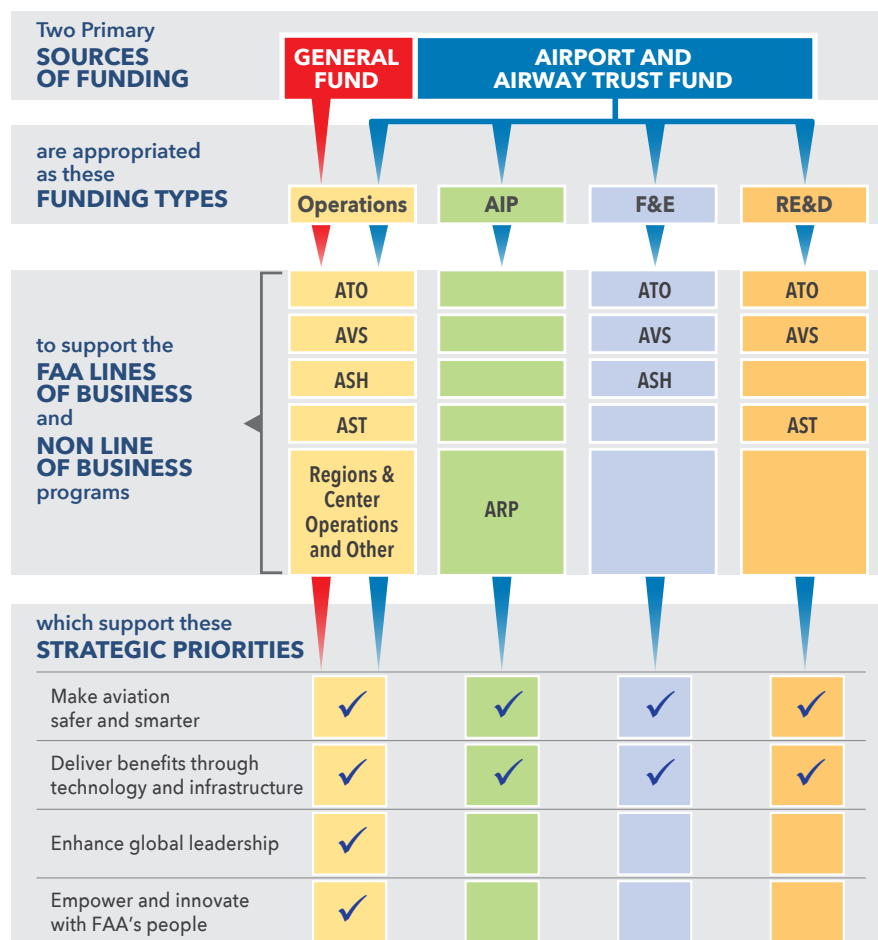 Two Primary
SOURCES
OF FUNDING
GENERAL
FUND
AIRPORT AND
AIRWAY TRUST FUND
are appropriated
as these
FUNDING TYPES
Operations
AIP
F&E
RE&D
to support the
FAA LINES
OF BUSINESS
and
NON LINE
OF BUSINESS
programs
ATO
ATO
ATO
AVS
AVS
AVS
ASH
ASH
AST
AST
Regions &
Center
Operations
and Other
ARP
which support these
STRATEGIC PRIORITIES
Make aviation
safer and smarter
✓ ✓ ✓ ✓
Deliver benefits through
technology and infrastructure
✓ ✓ ✓ ✓
Enhance global leadership
✓
Empower and innovate
with FAA's people
✓